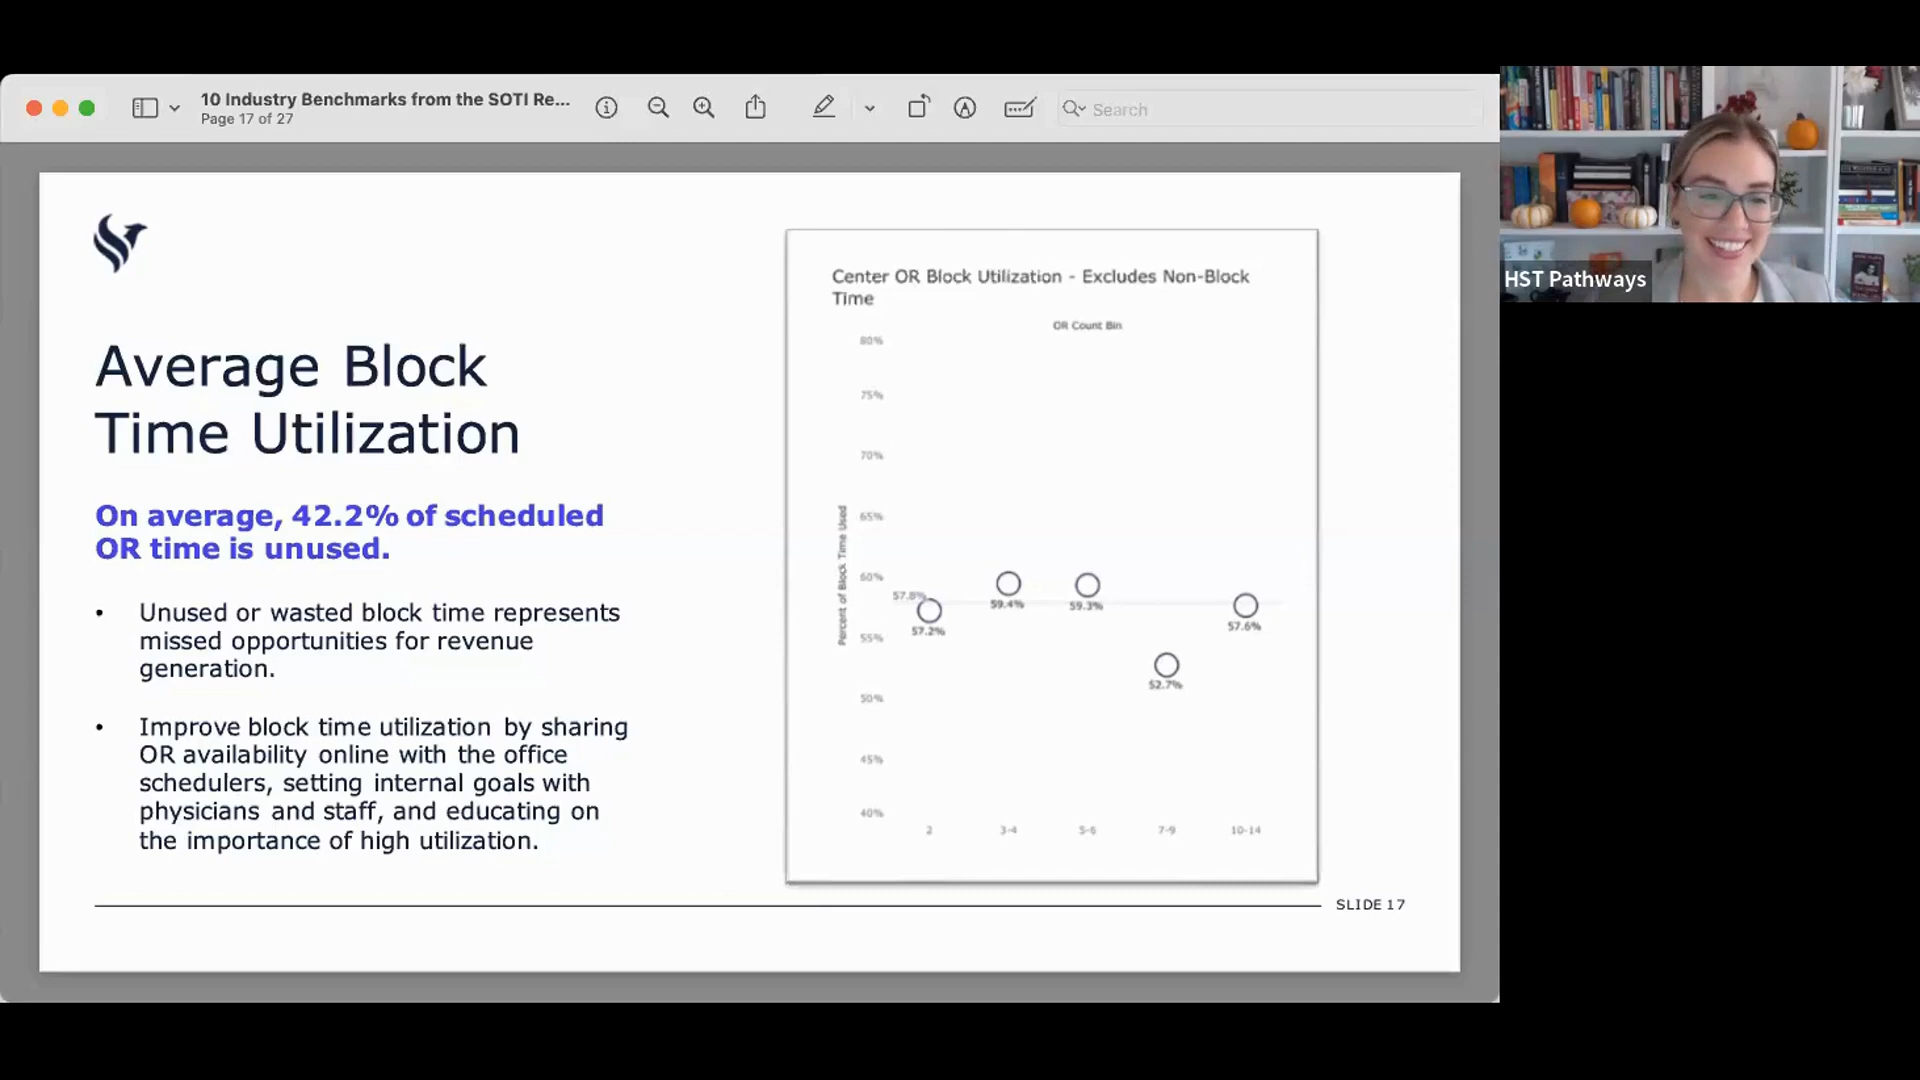 10 Industry Benchmarks from the SOTI Re...
Page 17 of 27
Search
HST Pathways
Average Block
Time Utilization
On average, 42.2% of scheduled
OR time is unused.
• Unused or wasted block time represents
missed opportunities for revenue
generation.
• Improve block time utilization by sharing
OR availability online with the office
schedulers, setting internal goals with
physicians and staff, and educating on
the importance of high utilization.
Center OR Block Utilization - Excludes Non-Block
Time
OR Count Bin
Percent of Block Time Used
80%
75%
70%
65%
60%
55%
50%
45%
40%
57.8%
57.2%
59.4%
59.3%
52.7%
57.6%
2
3-4
5-6
7-9
10-14
SLIDE 17